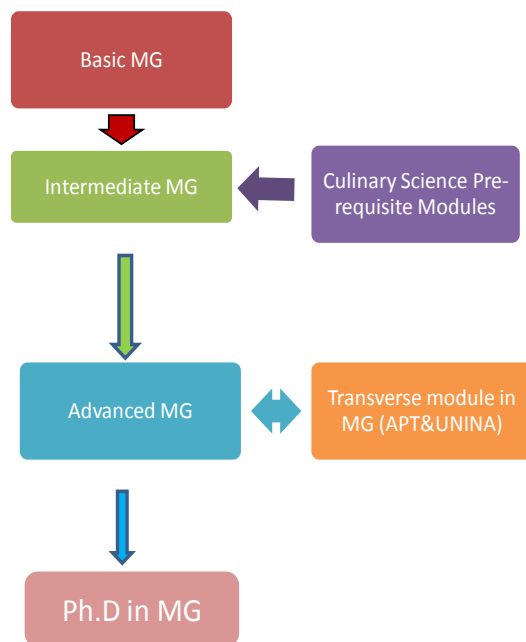 Basic MG
Intermediate MG
Culinary Science Pre-
requisite Modules
Advanced MG
Transverse module in
MG (APT&UNINA)
Ph.D in MG